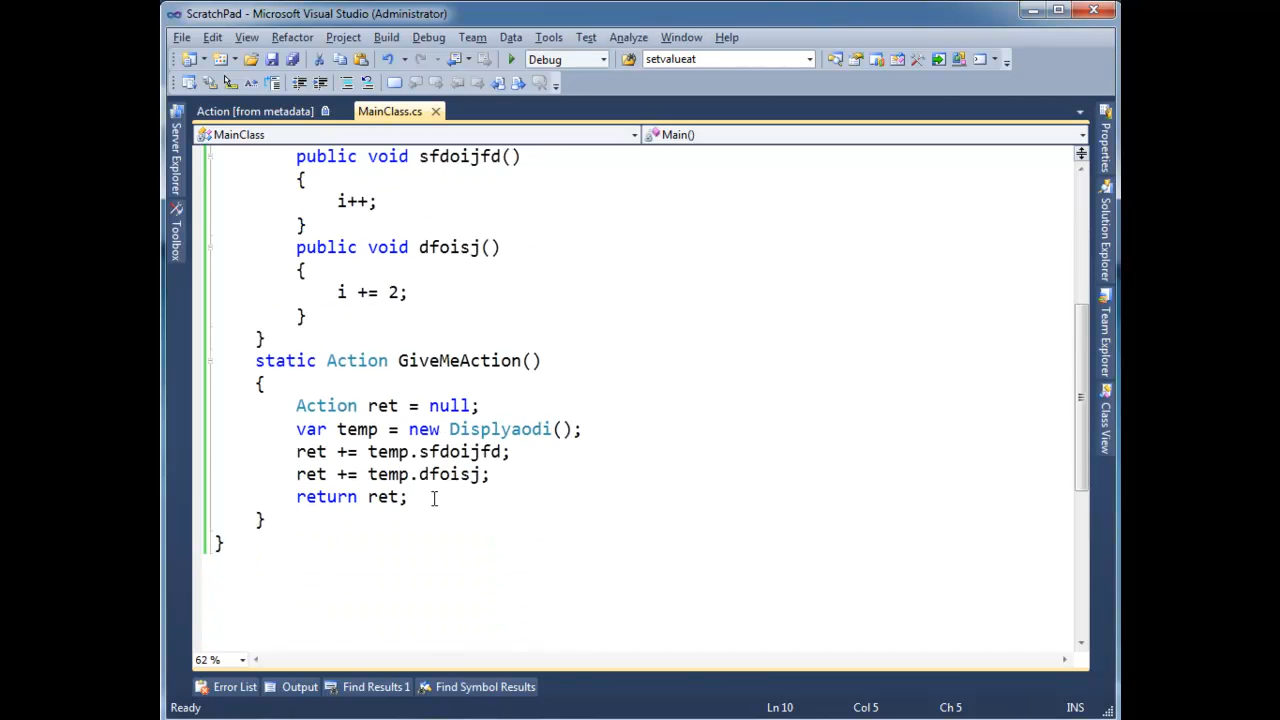 ScratchPad - Microsoft Visual Studio (Administrator)
File Edit View Refactor Project Build Debug Team Data Tools Test Analyze Window Help
Debug setvalueat
Action [from metadata] MainClass.cs
MainClass Main()
public void sfdoijfd()
{
i++;
}
public void dfoisj()
{
i += 2;
}
}
static Action GiveMeAction()
{
Action ret = null;
var temp = new Displyaodi();
ret += temp.sfdoijfd;
ret += temp.dfoisj;
return ret;
}
}
Server Explorer
Toolbox
Properties
Solution Explorer
Team Explorer
Class View
62 %
Error List Output Find Results 1 Find Symbol Results
Ready Ln 10 Col 5 Ch 5 INS